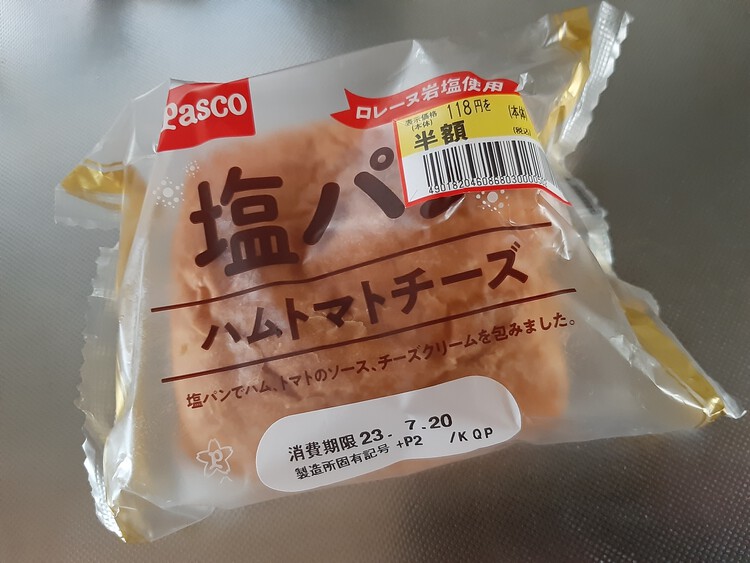 Pasco
ロレーヌ岩塩使用
表示価格 118円を (本体
(本体)
半額 (税込)
塩パン
ハムトマトチーズ
塩パンでハム、トマトのソース、チーズクリームを包みました。
消費期限 23- 7-20
製造所固有記号 +P2 /KQP